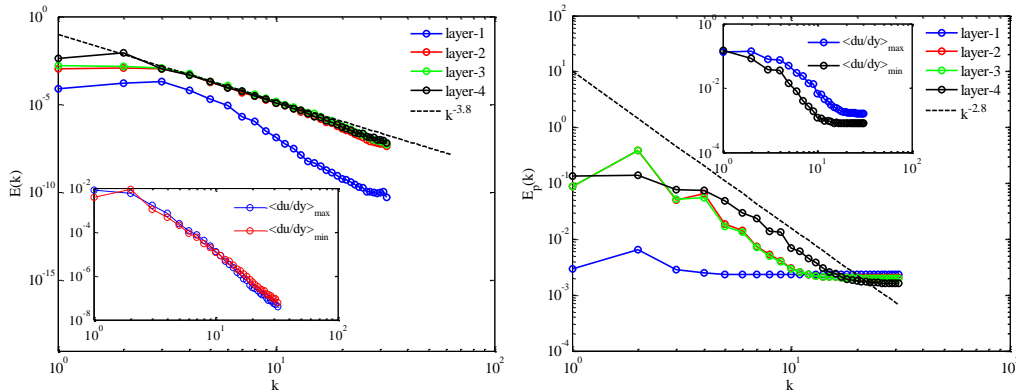 10^0
10^-5
10^-10
10^-15
E(k)
10^0
10^1
10^2
k
layer-1
layer-2
layer-3
layer-4
k^-3.8
10^-2
10^-4
10^-6
10^-8
10^0
10^1
10^2
<du/dy>max
<du/dy>min
10^2
10^1
10^0
10^-1
10^-2
10^-3
10^-4
E_p(k)
10^0
10^1
10^2
k
layer-1
layer-2
layer-3
layer-4
k^-2.8
10^0
10^-2
10^-4
10^0
10^1
10^2
<du/dy>max
<du/dy>min